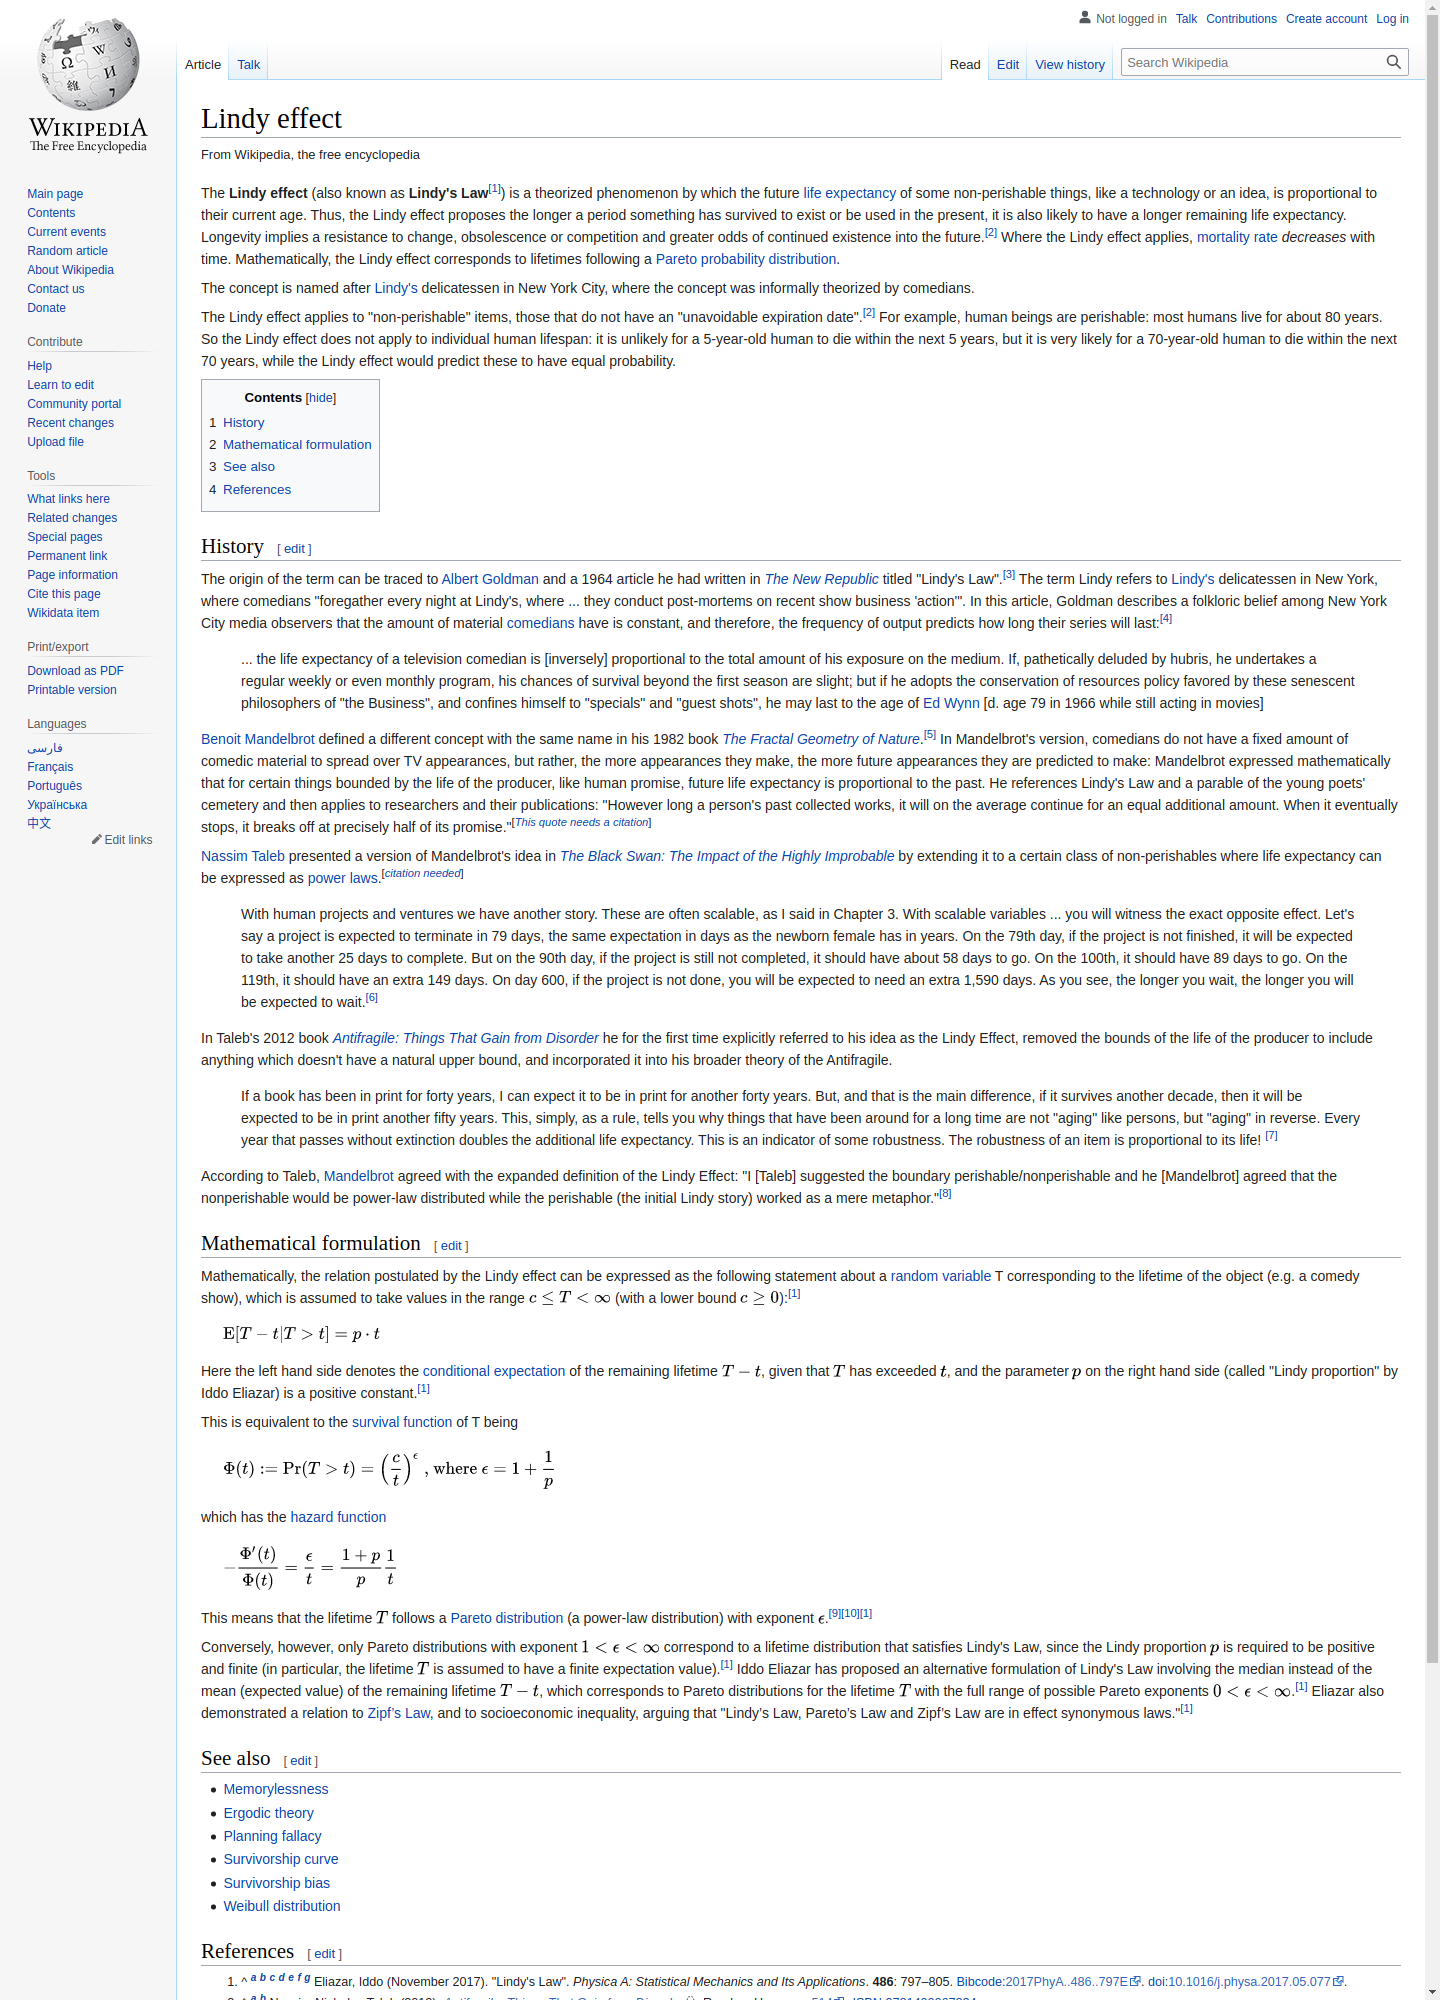 Not logged in Talk Contributions Create account Log in
Article Talk Read Edit View history Search Wikipedia
WIKIPEDIA
The Free Encyclopedia
Main page
Contents
Current events
Random article
About Wikipedia
Contact us
Donate
Contribute
Help
Learn to edit
Community portal
Recent changes
Upload file
Tools
What links here
Related changes
Special pages
Permanent link
Page information
Cite this page
Wikidata item
Print/export
Download as PDF
Printable version
Languages
فارسی
Français
Português
Українська
中文
Edit links
Lindy effect
From Wikipedia, the free encyclopedia
The Lindy effect (also known as Lindy's Law[1]) is a theorized phenomenon by which the future life expectancy of some non-perishable things, like a technology or an idea, is proportional to
their current age. Thus, the Lindy effect proposes the longer a period something has survived to exist or be used in the present, it is also likely to have a longer remaining life expectancy.
Longevity implies a resistance to change, obsolescence or competition and greater odds of continued existence into the future.[2] Where the Lindy effect applies, mortality rate decreases with
time. Mathematically, the Lindy effect corresponds to lifetimes following a Pareto probability distribution.
The concept is named after Lindy's delicatessen in New York City, where the concept was informally theorized by comedians.
The Lindy effect applies to "non-perishable" items, those that do not have an "unavoidable expiration date".[2] For example, human beings are perishable: most humans live for about 80 years.
So the Lindy effect does not apply to individual human lifespan: it is unlikely for a 5-year-old human to die within the next 5 years, but it is very likely for a 70-year-old human to die within the next
70 years, while the Lindy effect would predict these to have equal probability.
Contents [hide]
1 History
2 Mathematical formulation
3 See also
4 References
History [ edit ]
The origin of the term can be traced to Albert Goldman and a 1964 article he had written in The New Republic titled "Lindy's Law".[3] The term Lindy refers to Lindy's delicatessen in New York,
where comedians "foregather every night at Lindy's, where ... they conduct post-mortems on recent show business 'action'". In this article, Goldman describes a folkloric belief among New York
City media observers that the amount of material comedians have is constant, and therefore, the frequency of output predicts how long their series will last:[4]
... the life expectancy of a television comedian is [inversely] proportional to the total amount of his exposure on the medium. If, pathetically deluded by hubris, he undertakes a
regular weekly or even monthly program, his chances of survival beyond the first season are slight; but if he adopts the conservation of resources policy favored by these senescent
philosophers of "the Business", and confines himself to "specials" and "guest shots", he may last to the age of Ed Wynn [d. age 79 in 1966 while still acting in movies]
Benoit Mandelbrot defined a different concept with the same name in his 1982 book The Fractal Geometry of Nature.[5] In Mandelbrot's version, comedians do not have a fixed amount of
comedic material to spread over TV appearances, but rather, the more appearances they make, the more future appearances they are predicted to make: Mandelbrot expressed mathematically
that for certain things bounded by the life of the producer, like human promise, future life expectancy is proportional to the past. He references Lindy's Law and a parable of the young poets'
cemetery and then applies to researchers and their publications: "However long a person's past collected works, it will on the average continue for an equal additional amount. When it eventually
stops, it breaks off at precisely half of its promise."[This quote needs a citation]
Nassim Taleb presented a version of Mandelbrot's idea in The Black Swan: The Impact of the Highly Improbable by extending it to a certain class of non-perishables where life expectancy can
be expressed as power laws.[citation needed]
With human projects and ventures we have another story. These are often scalable, as I said in Chapter 3. With scalable variables ... you will witness the exact opposite effect. Let's
say a project is expected to terminate in 79 days, the same expectation in days as the newborn female has in years. On the 79th day, if the project is not finished, it will be expected
to take another 25 days to complete. But on the 90th day, if the project is still not completed, it should have about 58 days to go. On the 100th, it should have 89 days to go. On the
119th, it should have an extra 149 days. On day 600, if the project is not done, you will be expected to need an extra 1,590 days. As you see, the longer you wait, the longer you will
be expected to wait.[6]
In Taleb's 2012 book Antifragile: Things That Gain from Disorder he for the first time explicitly referred to his idea as the Lindy Effect, removed the bounds of the life of the producer to include
anything which doesn't have a natural upper bound, and incorporated it into his broader theory of the Antifragile.
If a book has been in print for forty years, I can expect it to be in print for another forty years. But, and that is the main difference, if it survives another decade, then it will be
expected to be in print another fifty years. This, simply, as a rule, tells you why things that have been around for a long time are not "aging" like persons, but "aging" in reverse. Every
year that passes without extinction doubles the additional life expectancy. This is an indicator of some robustness. The robustness of an item is proportional to its life! [7]
According to Taleb, Mandelbrot agreed with the expanded definition of the Lindy Effect: "I [Taleb] suggested the boundary perishable/nonperishable and he [Mandelbrot] agreed that the
nonperishable would be power-law distributed while the perishable (the initial Lindy story) worked as a mere metaphor."[8]
Mathematical formulation [ edit ]
Mathematically, the relation postulated by the Lindy effect can be expressed as the following statement about a random variable T corresponding to the lifetime of the object (e.g. a comedy
show), which is assumed to take values in the range c ≤ T < ∞ (with a lower bound c ≥ 0):[1]
E[T − t|T > t] = p · t
Here the left hand side denotes the conditional expectation of the remaining lifetime T − t, given that T has exceeded t, and the parameter p on the right hand side (called "Lindy proportion" by
Iddo Eliazar) is a positive constant.[1]
This is equivalent to the survival function of T being
Φ(t) := Pr(T > t) = (c/t)^ϵ , where ϵ = 1 + 1/p
which has the hazard function
−Φ′(t)/Φ(t) = ϵ/t = (1 + p)/p 1/t
This means that the lifetime T follows a Pareto distribution (a power-law distribution) with exponent ϵ.[9][10][1]
Conversely, however, only Pareto distributions with exponent 1 < ϵ < ∞ correspond to a lifetime distribution that satisfies Lindy's Law, since the Lindy proportion p is required to be positive
and finite (in particular, the lifetime T is assumed to have a finite expectation value).[1] Iddo Eliazar has proposed an alternative formulation of Lindy's Law involving the median instead of the
mean (expected value) of the remaining lifetime T − t, which corresponds to Pareto distributions for the lifetime T with the full range of possible Pareto exponents 0 < ϵ < ∞.[1] Eliazar also
demonstrated a relation to Zipf’s Law, and to socioeconomic inequality, arguing that "Lindy’s Law, Pareto’s Law and Zipf’s Law are in effect synonymous laws."[1]
See also [ edit ]
Memorylessness
Ergodic theory
Planning fallacy
Survivorship curve
Survivorship bias
Weibull distribution
References [ edit ]
1. ^ a b c d e f g Eliazar, Iddo (November 2017). "Lindy's Law". Physica A: Statistical Mechanics and Its Applications. 486: 797–805. Bibcode:2017PhyA..486..797E. doi:10.1016/j.physa.2017.05.077.